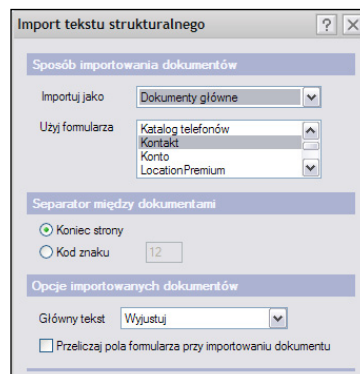 Import tekstu strukturalnego
Sposób importowania dokumentów
Importuj jako Dokumenty główne
Użyj formularza Katalog telefonów
Kontakt
Konto
LocationPremium
Separator między dokumentami
Koniec strony
Kod znaku 12
Opcje importowanych dokumentów
Główny tekst Wyjustuj
Przeliczaj pola formularza przy importowaniu dokumentu